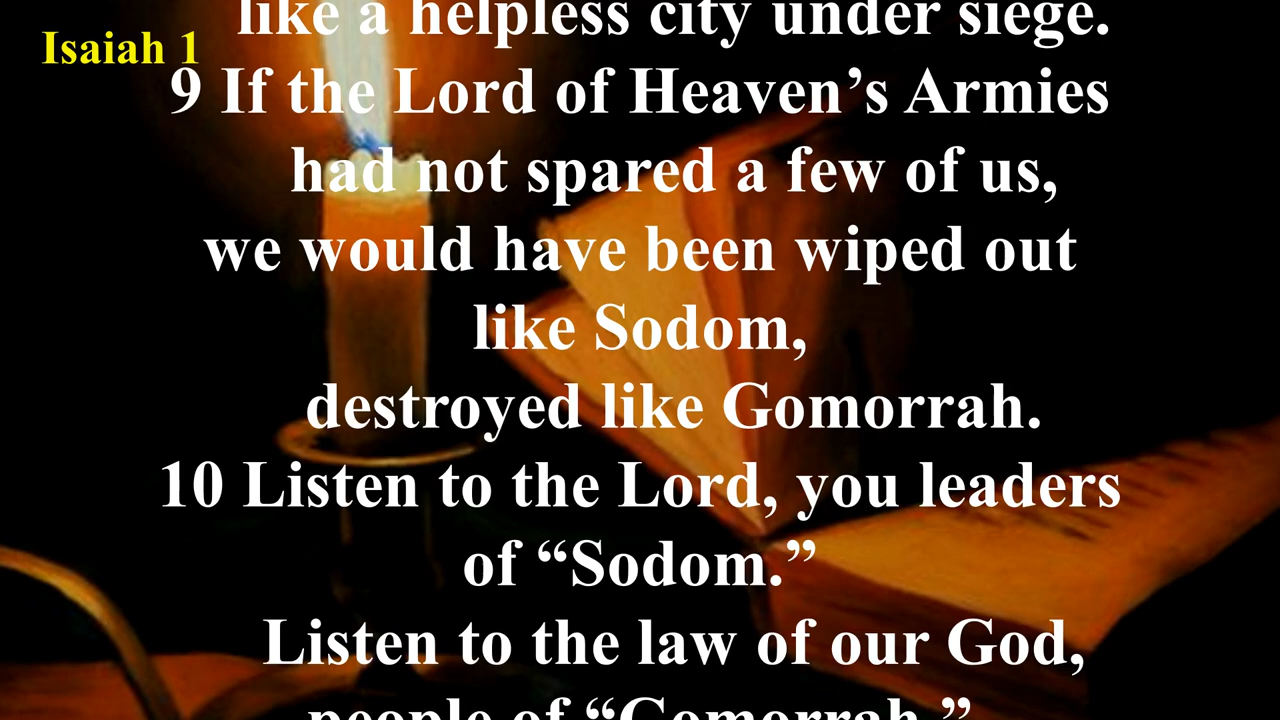 like a helpless city under siege.
Isaiah 1
9 If the Lord of Heaven’s Armies
had not spared a few of us,
we would have been wiped out
like Sodom,
destroyed like Gomorrah.
10 Listen to the Lord, you leaders
of “Sodom.”
Listen to the law of our God,
people of “Gomorrah.”